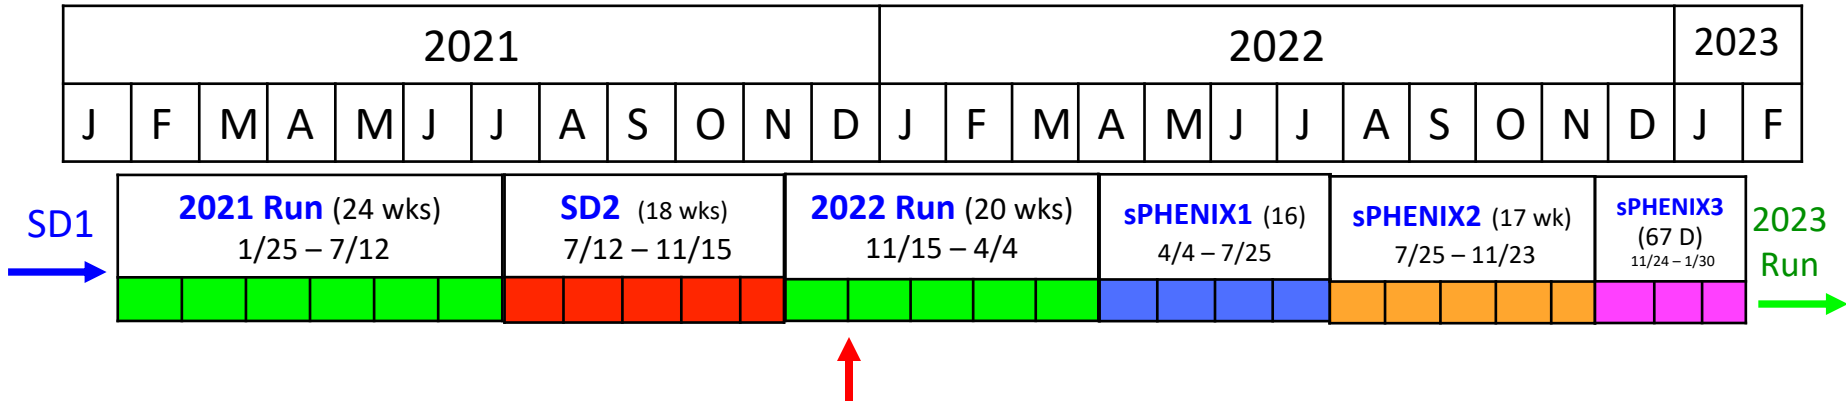 2021 2022 2023
J F M A M J J A S O N D J F M A M J J A S O N D J F
SD1
2021 Run (24 wks)
1/25 – 7/12
SD2 (18 wks)
7/12 – 11/15
2022 Run (20 wks)
11/15 – 4/4
sPHENIX1 (16)
4/4 – 7/25
sPHENIX2 (17 wk)
7/25 – 11/23
sPHENIX3
(67 D)
11/24 – 1/30
2023
Run